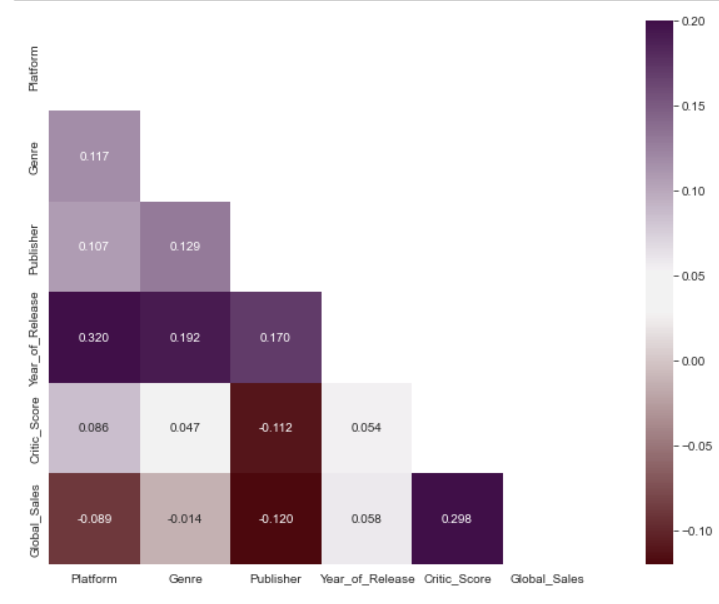 Platform
Genre 0.117
Publisher 0.107 0.129
Year_of_Release 0.320 0.192 0.170
Critic_Score 0.086 0.047 -0.112 0.054
Global_Sales -0.089 -0.014 -0.120 0.058 0.298
Platform Genre Publisher Year_of_Release Critic_Score Global_Sales
0.20
0.15
0.10
0.05
0.00
−0.05
−0.10